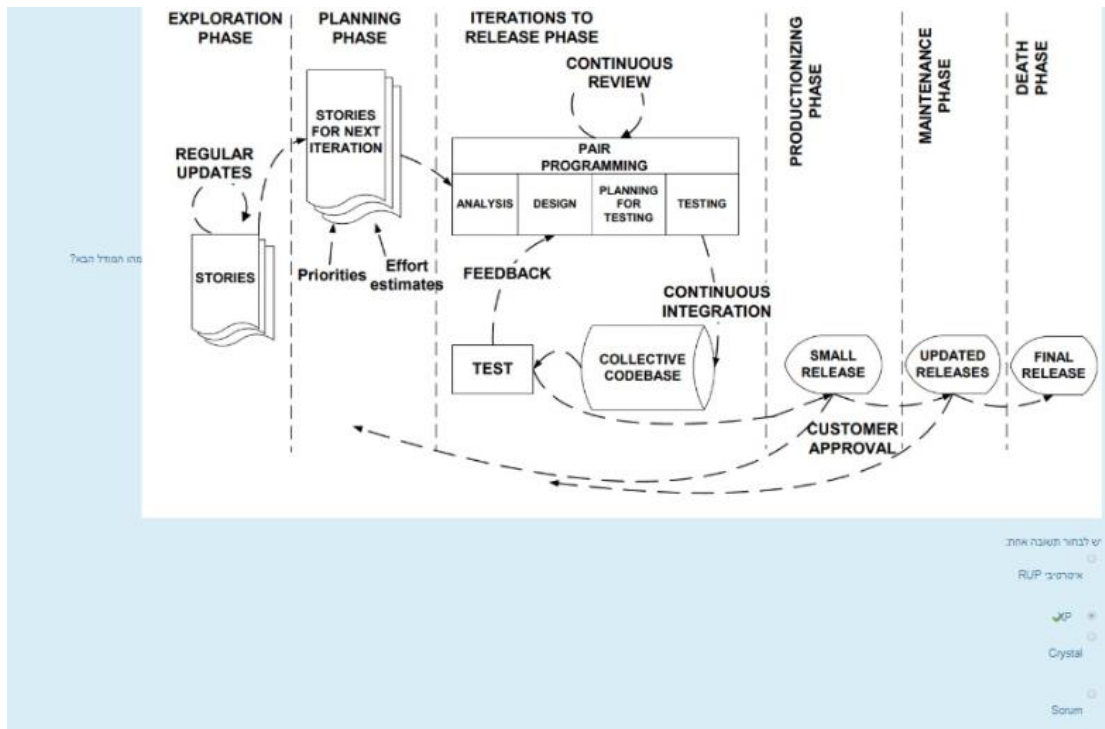 EXPLORATION
PHASE
PLANNING
PHASE
ITERATIONS TO
RELEASE PHASE
PRODUCTIONIZING
PHASE
MAINTENANCE
PHASE
DEATH
PHASE
CONTINUOUS
REVIEW
STORIES
FOR NEXT
ITERATION
REGULAR
UPDATES
PAIR
PROGRAMMING
ANALYSIS
DESIGN
PLANNING
FOR
TESTING
TESTING
STORIES
Priorities
Effort
estimates
FEEDBACK
CONTINUOUS
INTEGRATION
TEST
COLLECTIVE
CODEBASE
SMALL
RELEASE
UPDATED
RELEASES
FINAL
RELEASE
CUSTOMER
APPROVAL
מהו המודל הבא?
יש לבחור תשובה אחת:
איטרטיבי RUP
XP
Crystal
Scrum